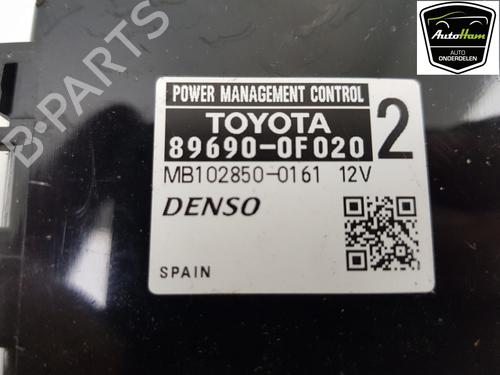 AutoHam
AUTO
ONDERDELEN
B-PARTS
POWER MANAGEMENT CONTROL
TOYOTA
89690-0F020
2
MB102850-0161 12V
DENSO
SPAIN